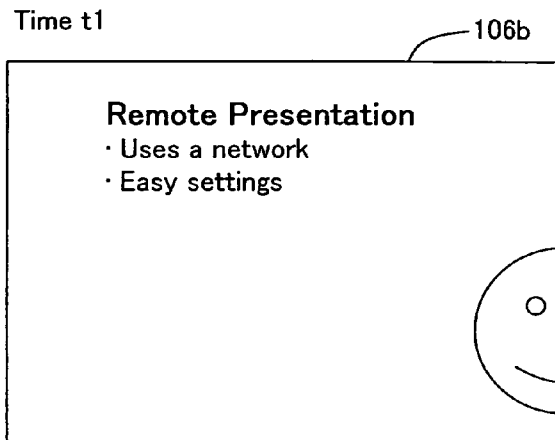 Time t1
106b
Remote Presentation
· Uses a network
· Easy settings